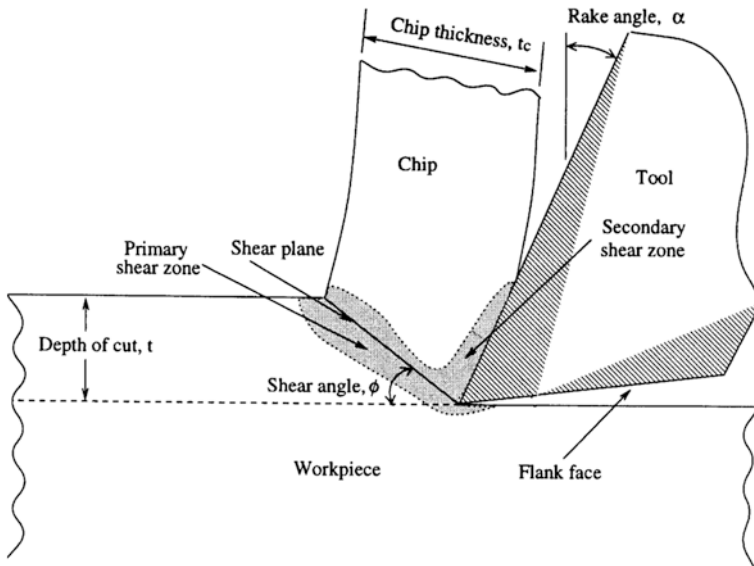 Rake angle, α
Chip thickness, tc
Chip
Tool
Primary
shear zone
Shear plane
Secondary
shear zone
Depth of cut, t
Shear angle, ϕ
Workpiece
Flank face